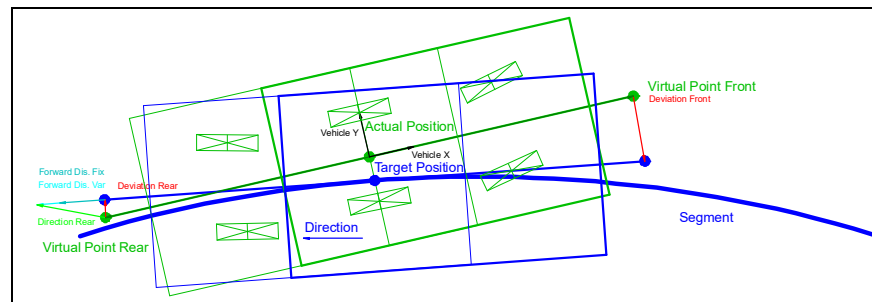 Virtual Point Front
Deviation Front
Actual Position
Vehicle Y
Vehicle X
Target Position
Forward Dis. Fix
Forward Dis. Var
Deviation Rear
Direction Rear
Virtual Point Rear
Direction
Segment